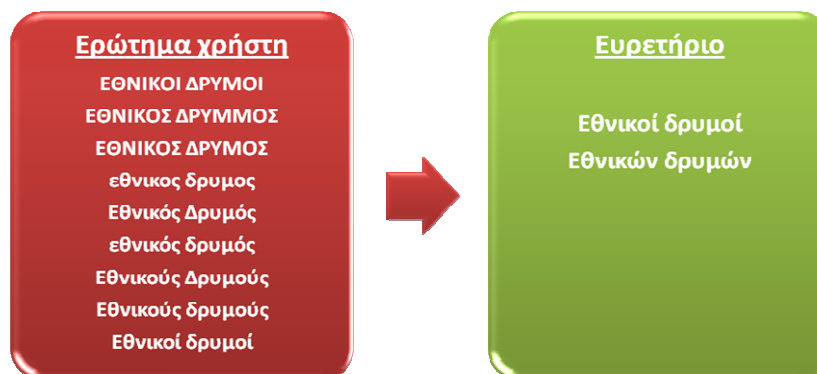 Ερώτημα χρήστη
ΕΘΝΙΚΟΙ ΔΡΥΜΟΙ
ΕΘΝΙΚΟΣ ΔΡΥΜΜΟΣ
ΕΘΝΙΚΟΣ ΔΡΥΜΟΣ
εθνικος δρυμος
Εθνικός Δρυμός
εθνικός δρυμός
Εθνικούς Δρυμούς
Εθνικούς δρυμούς
Εθνικοί δρυμοί
Ευρετήριο
Εθνικοί δρυμοί
Εθνικών δρυμών